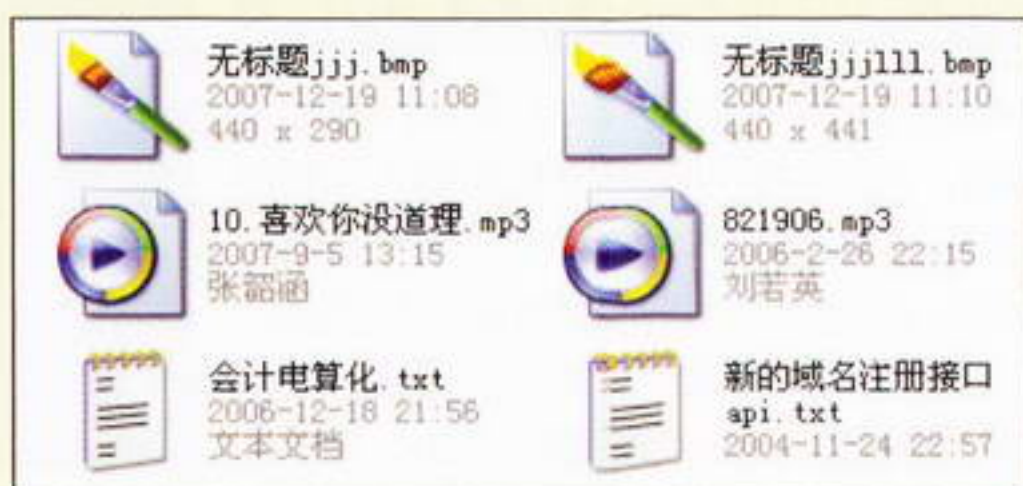 无标题jjj.bmp
2007-12-19 11:08
440 x 290
无标题jjjlll.bmp
2007-12-19 11:10
440 x 441
10.喜欢你没道理.mp3
2007-9-5 13:15
张韶涵
821906.mp3
2006-2-26 22:15
刘若英
会计电算化.txt
2006-12-18 21:56
文本文档
新的域名注册接口
api.txt
2004-11-24 22:57